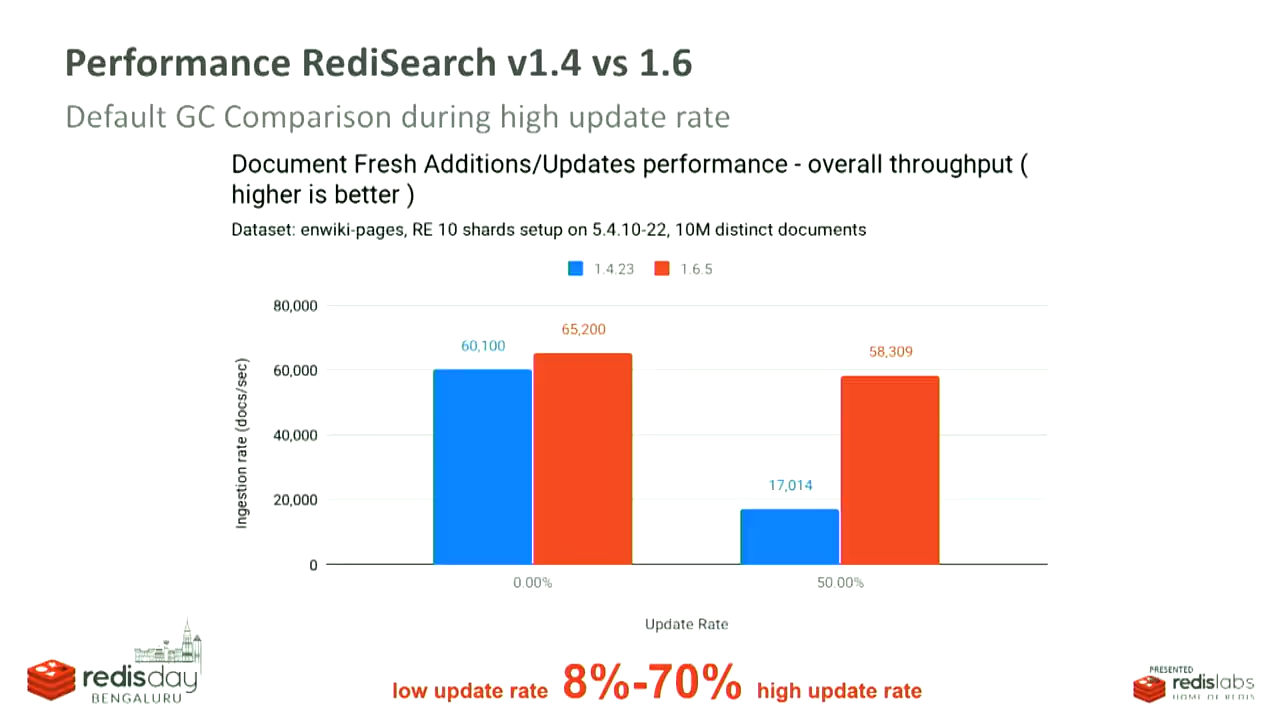 Performance RediSearch v1.4 vs 1.6
Default GC Comparison during high update rate
Document Fresh Additions/Updates performance - overall throughput (
higher is better )
Dataset: enwiki-pages, RE 10 shards setup on 5.4.10-22, 10M distinct documents
1.4.23 1.6.5
Ingestion rate (docs/sec)
80,000
60,000
40,000
20,000
0
60,100
65,200
17,014
58,309
0.00% 50.00%
Update Rate
low update rate 8%-70% high update rate
redisday
BENGALURU
PRESENTED
redislabs
HOME OF REDIS